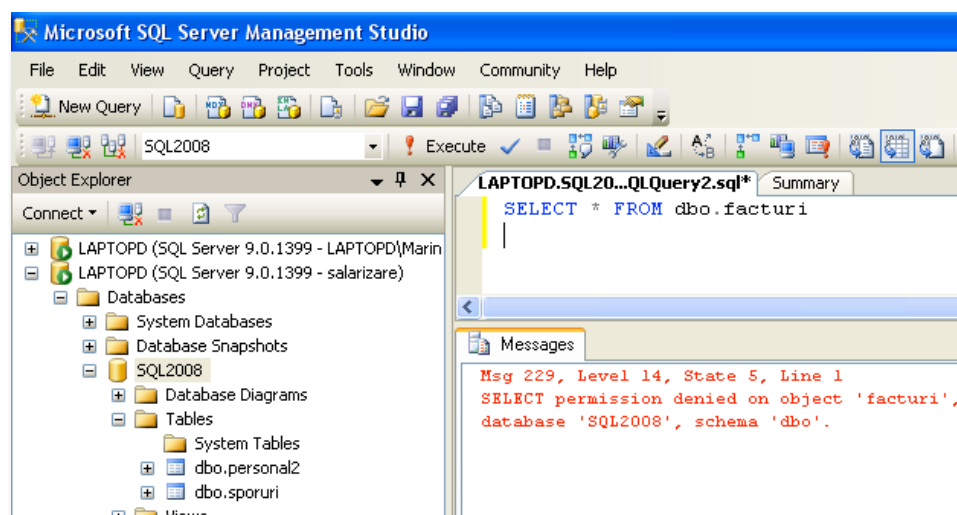 Microsoft SQL Server Management Studio
File Edit View Query Project Tools Window Community Help
New Query
SQL2008 Execute
Object Explorer
Connect
LAPTOPD (SQL Server 9.0.1399 - LAPTOPD\Marin
LAPTOPD (SQL Server 9.0.1399 - salarizare)
Databases
System Databases
Database Snapshots
SQL2008
Database Diagrams
Tables
System Tables
dbo.personal2
dbo.sporuri
LAPTOPD.SQL20...QLQuery2.sql* Summary
SELECT * FROM dbo.facturi
Messages
Msg 229, Level 14, State 5, Line 1
SELECT permission denied on object 'facturi',
database 'SQL2008', schema 'dbo'.